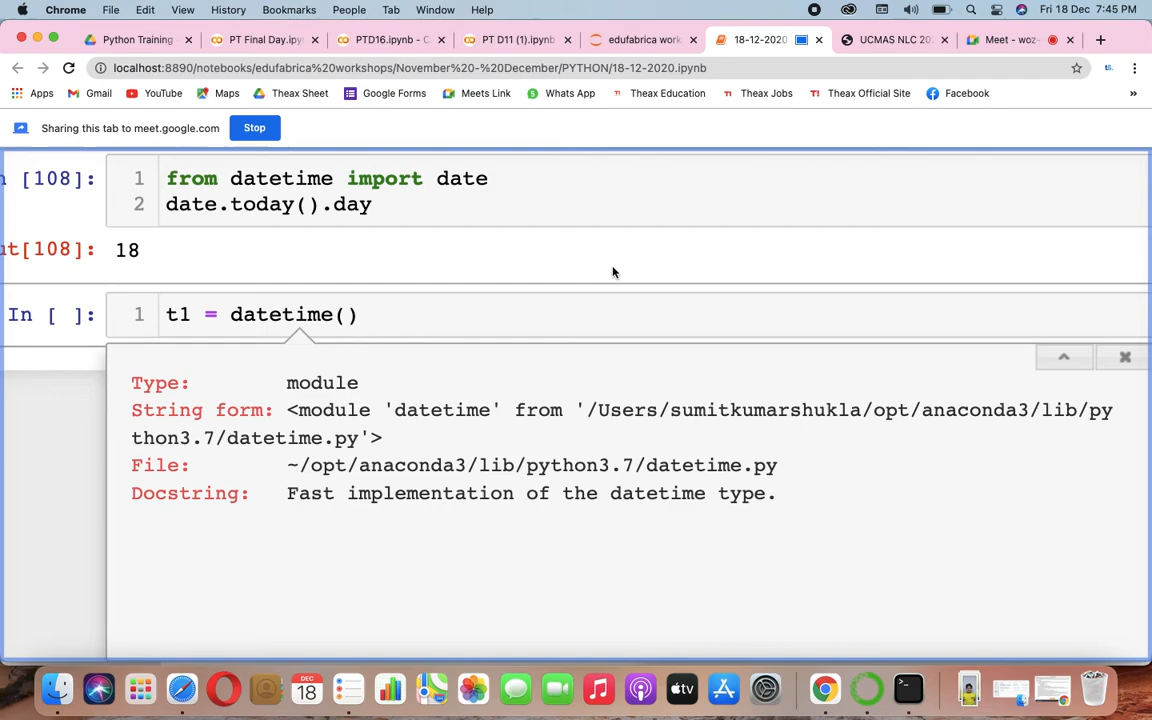 Chrome File Edit View History Bookmarks People Tab Window Help Fri 18 Dec 7:45 PM
Python Training - PT Final Day.ipyn PTD16.ipynb - C PT D11 (1).ipynb edufabrica work 18-12-2020 UCMAS NLC 20 Meet - woz-
localhost:8890/notebooks/edufabrica%20workshops/November%20-%20December/PYTHON/18-12-2020.ipynb
Apps Gmail YouTube Maps Theax Situation Google Forms Meets Link Whats App Theax Education Theax Jobs Theax Official Site Facebook »
Sharing this tab to meet.google.com Stop
n [108]: 1 from datetime import date
2 date.today().day
ut[108]: 18
In [ ]: 1 t1 = datetime()
Type: module
String form: <module 'datetime' from '/Users/sumitkumarshukla/opt/anaconda3/lib/py
thon3.7/datetime.py'>
File: ~/opt/anaconda3/lib/python3.7/datetime.py
Docstring: Fast implementation of the datetime type.
DEC
18
tv